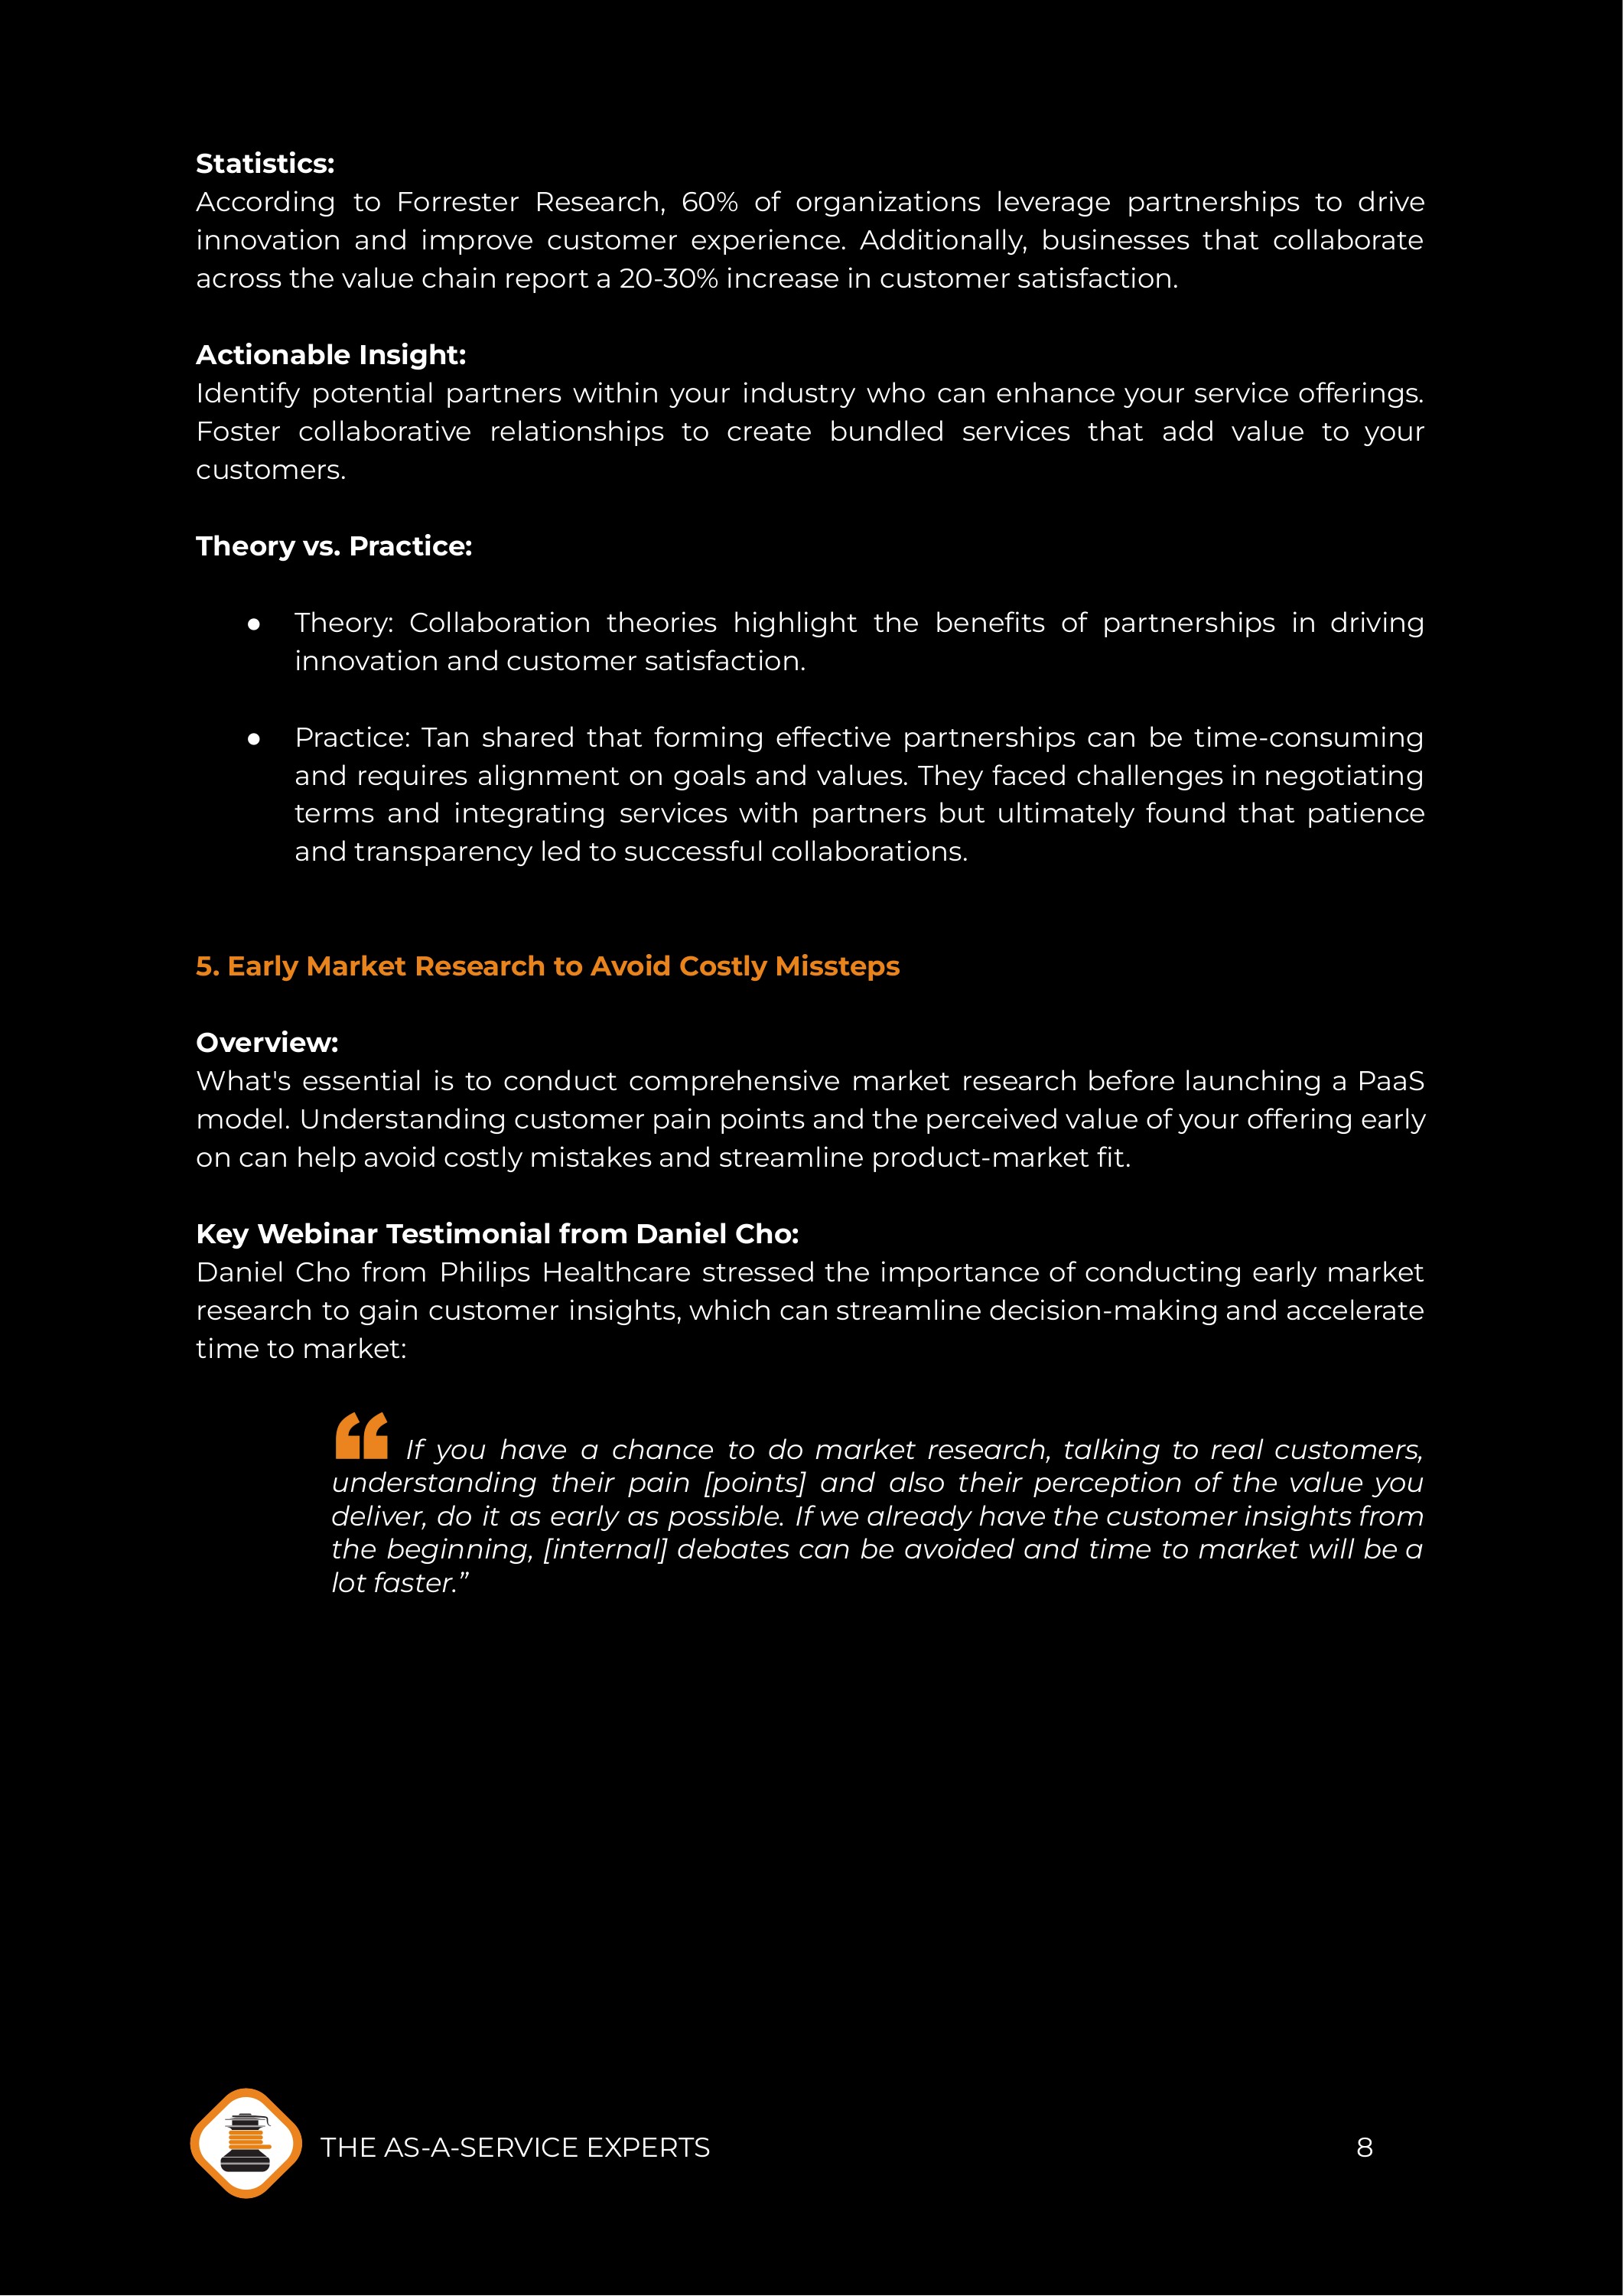 Statistics:
According to Forrester Research, 60% of organizations leverage partnerships to drive
innovation and improve customer experience. Additionally, businesses that collaborate
across the value chain report a 20-30% increase in customer satisfaction.
Actionable Insight:
Identify potential partners within your industry who can enhance your service offerings.
Foster collaborative relationships to create bundled services that add value to your
customers.
Theory vs. Practice:
● Theory: Collaboration theories highlight the benefits of partnerships in driving
innovation and customer satisfaction.
● Practice: Tan shared that forming effective partnerships can be time-consuming
and requires alignment on goals and values. They faced challenges in negotiating
terms and integrating services with partners but ultimately found that patience
and transparency led to successful collaborations.
5. Early Market Research to Avoid Costly Missteps
Overview:
What's essential is to conduct comprehensive market research before launching a PaaS
model. Understanding customer pain points and the perceived value of your offering early
on can help avoid costly mistakes and streamline product-market fit.
Key Webinar Testimonial from Daniel Cho:
Daniel Cho from Philips Healthcare stressed the importance of conducting early market
research to gain customer insights, which can streamline decision-making and accelerate
time to market:
“ If you have a chance to do market research, talking to real customers,
understanding their pain [points] and also their perception of the value you
deliver, do it as early as possible. If we already have the customer insights from
the beginning, [internal] debates can be avoided and time to market will be a
lot faster.”
THE AS-A-SERVICE EXPERTS 8